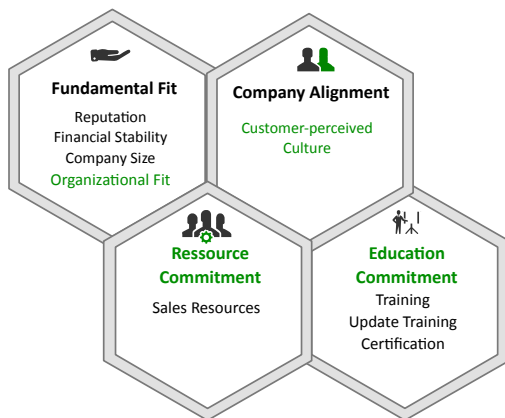 Fundamental Fit
Reputation
Financial Stability
Company Size
Organizational Fit
Company Alignment
Customer-perceived
Culture
Ressource
Commitment
Sales Resources
Education
Commitment
Training
Update Training
Certification